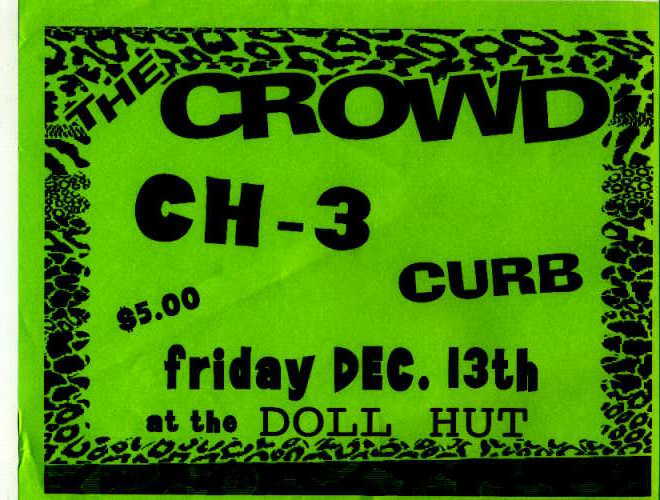 THE CROWD
CH-3
CURB
$5.00
friday DEC. 13th
at the DOLL HUT